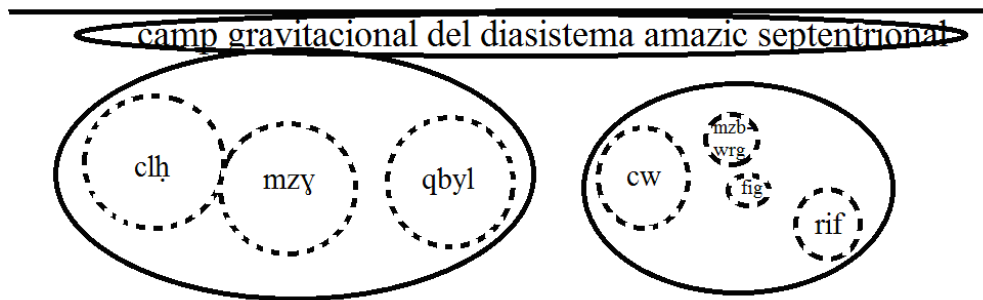 camp gravitacional del diasistema amazic septentrional
clḥ
mzɣ
qbyl
cw
mzb-
wrg
fig
rif